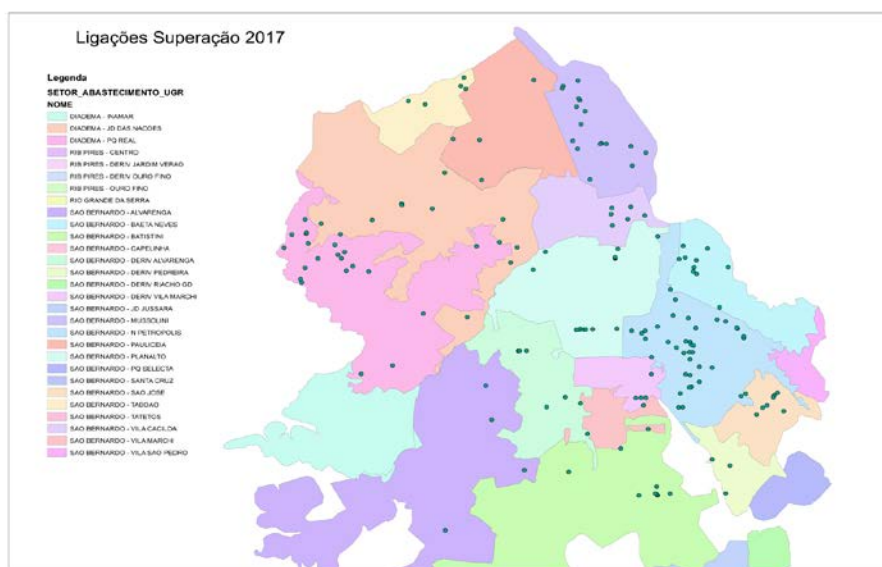 Ligações Superação 2017
Legenda
SETOR_ABASTECIMENTO_UGR
NOME
DIADEMA - INAMAR
DIADEMA - JD DAS NACOES
DIADEMA - PQ REAL
RIB PIRES - CENTRO
RIB PIRES - DERIV JARDIM VERAO
RIB PIRES - DERIV OURO FINO
RIB PIRES - OURO FINO
RIO GRANDE DA SERRA
SAO BERNARDO - ALVARENGA
SAO BERNARDO - BAETA NEVES
SAO BERNARDO - BATISTINI
SAO BERNARDO - CAPELINHA
SAO BERNARDO - DERIV ALVARENGA
SAO BERNARDO - DERIV PEDREIRA
SAO BERNARDO - DERIV RIACHO GD
SAO BERNARDO - DERIV VILA MARCHI
SAO BERNARDO - JD JUSSARA
SAO BERNARDO - MUSSOLINI
SAO BERNARDO - N PETROPOLIS
SAO BERNARDO - PAULICEIA
SAO BERNARDO - PLANALTO
SAO BERNARDO - PQ SELECTA
SAO BERNARDO - SANTA CRUZ
SAO BERNARDO - SAO JOSE
SAO BERNARDO - TABOAO
SAO BERNARDO - TATETOS
SAO BERNARDO - VILA CACILDA
SAO BERNARDO - VILA MARCHI
SAO BERNARDO - VILA SAO PEDRO